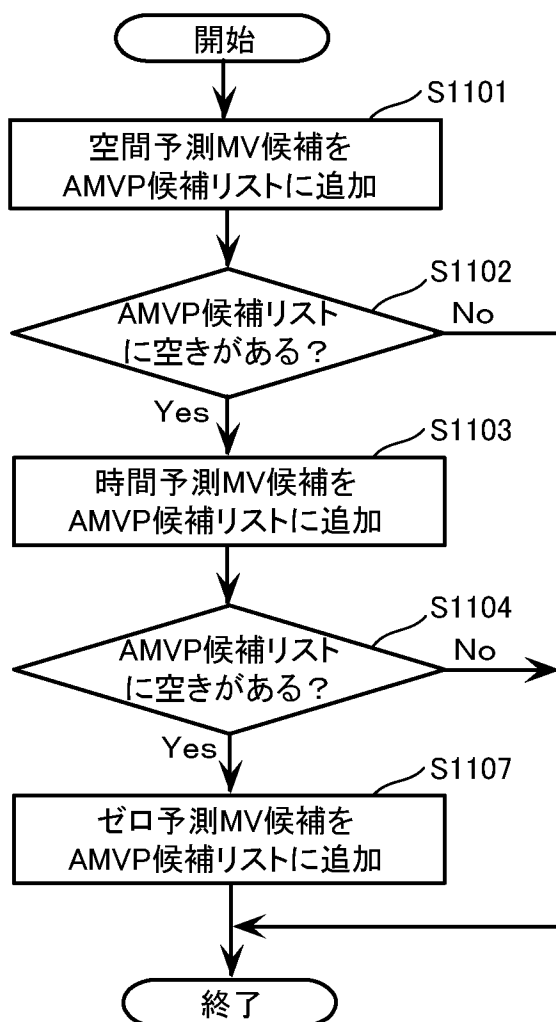 開始
S1101
空間予測MV候補を
AMVP候補リストに追加
S1102
AMVP候補リスト
に空きがある？
No
Yes
S1103
時間予測MV候補を
AMVP候補リストに追加
S1104
AMVP候補リスト
に空きがある？
No
Yes
S1107
ゼロ予測MV候補を
AMVP候補リストに追加
終了